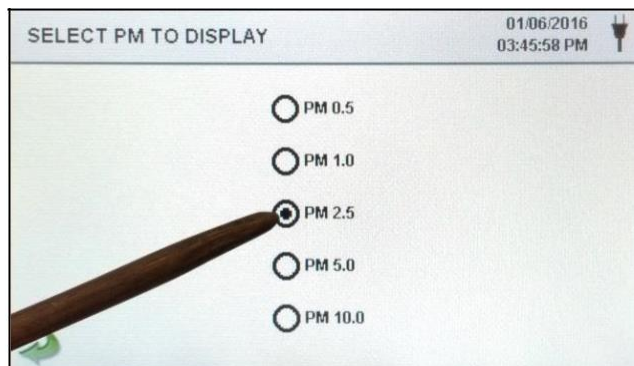 SELECT PM TO DISPLAY
01/06/2016
03:45:58 PM
PM 0.5
PM 1.0
PM 2.5
PM 5.0
PM 10.0